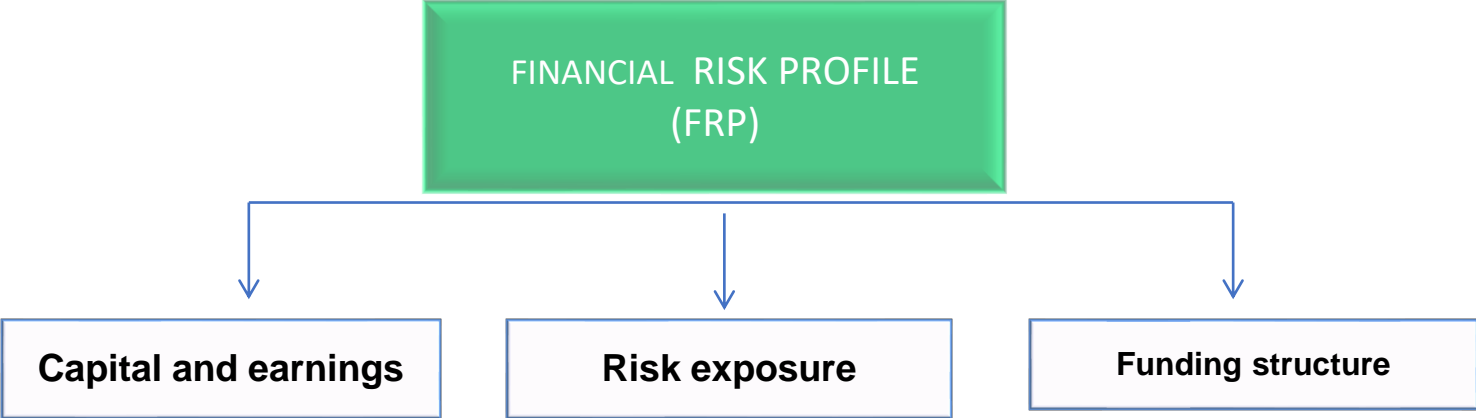 FINANCIAL RISK PROFILE
(FRP)
Capital and earnings
Risk exposure
Funding structure